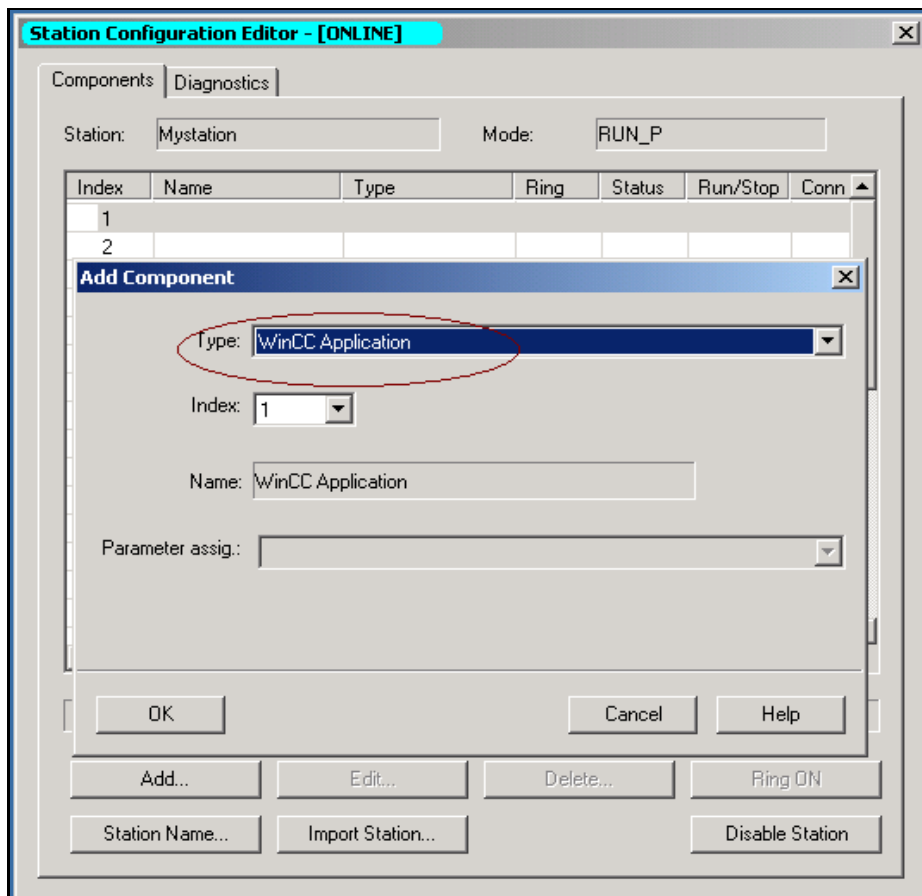 Station Configuration Editor - [ONLINE]
Components Diagnostics
Station: Mystation Mode: RUN_P
Index Name Type Ring Status Run/Stop Conn
1
2
Add Component
Type: WinCC Application
Index: 1
Name: WinCC Application
Parameter assig.:
OK Cancel Help
Add... Edit... Delete... Ring ON
Station Name... Import Station... Disable Station